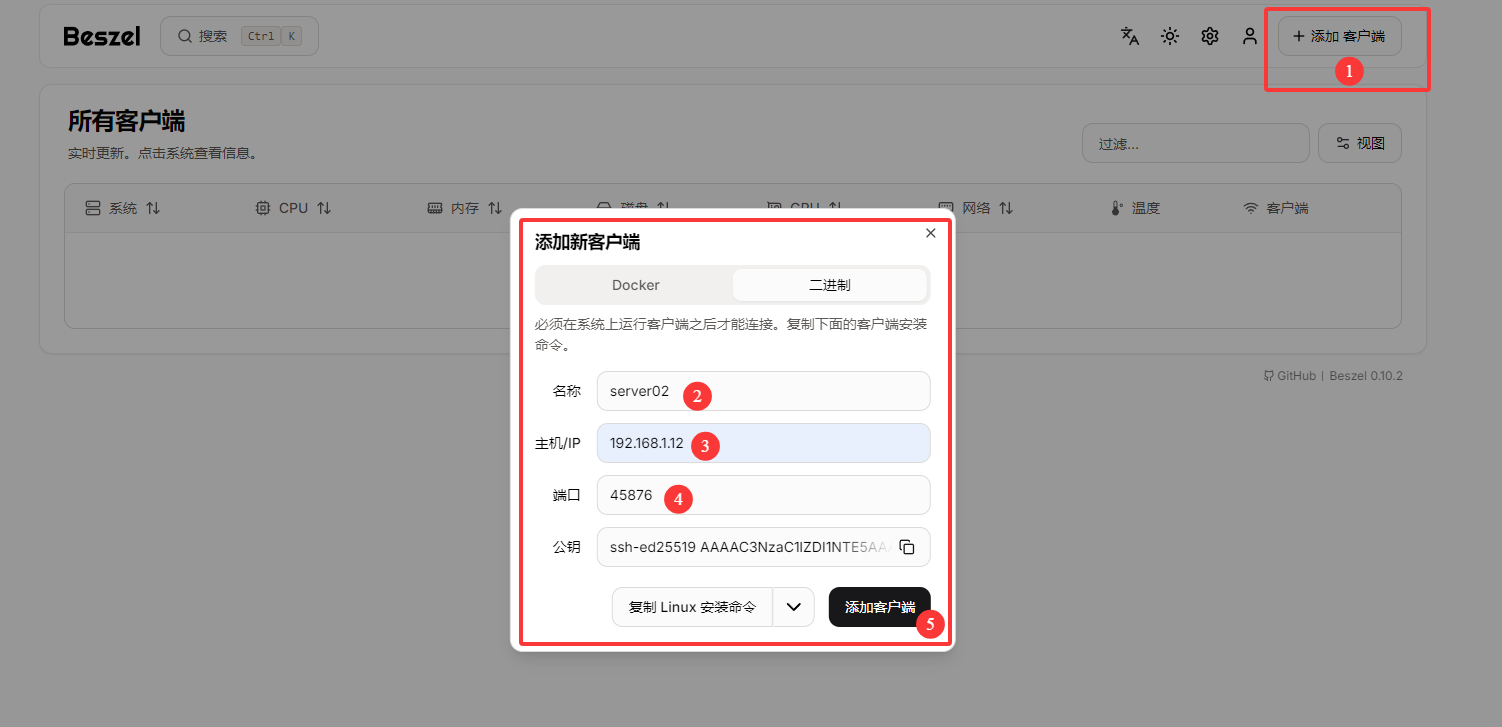 Beszel
搜索 Ctrl K
+ 添加 客户端
1
所有客户端
实时更新。点击系统查看信息。
过滤...
视图
系统 CPU 内存 磁盘 GPU 网络 温度 客户端
添加新客户端
Docker 二进制
必须在系统上运行客户端之后才能连接。复制下面的客户端安装
命令。
名称 server02 2
主机/IP 192.168.1.12 3
端口 45876 4
公钥 ssh-ed25519 AAAAC3NzaC1lZDI1NTE5AA
复制 Linux 安装命令 添加客户端
5
GitHub | Beszel 0.10.2